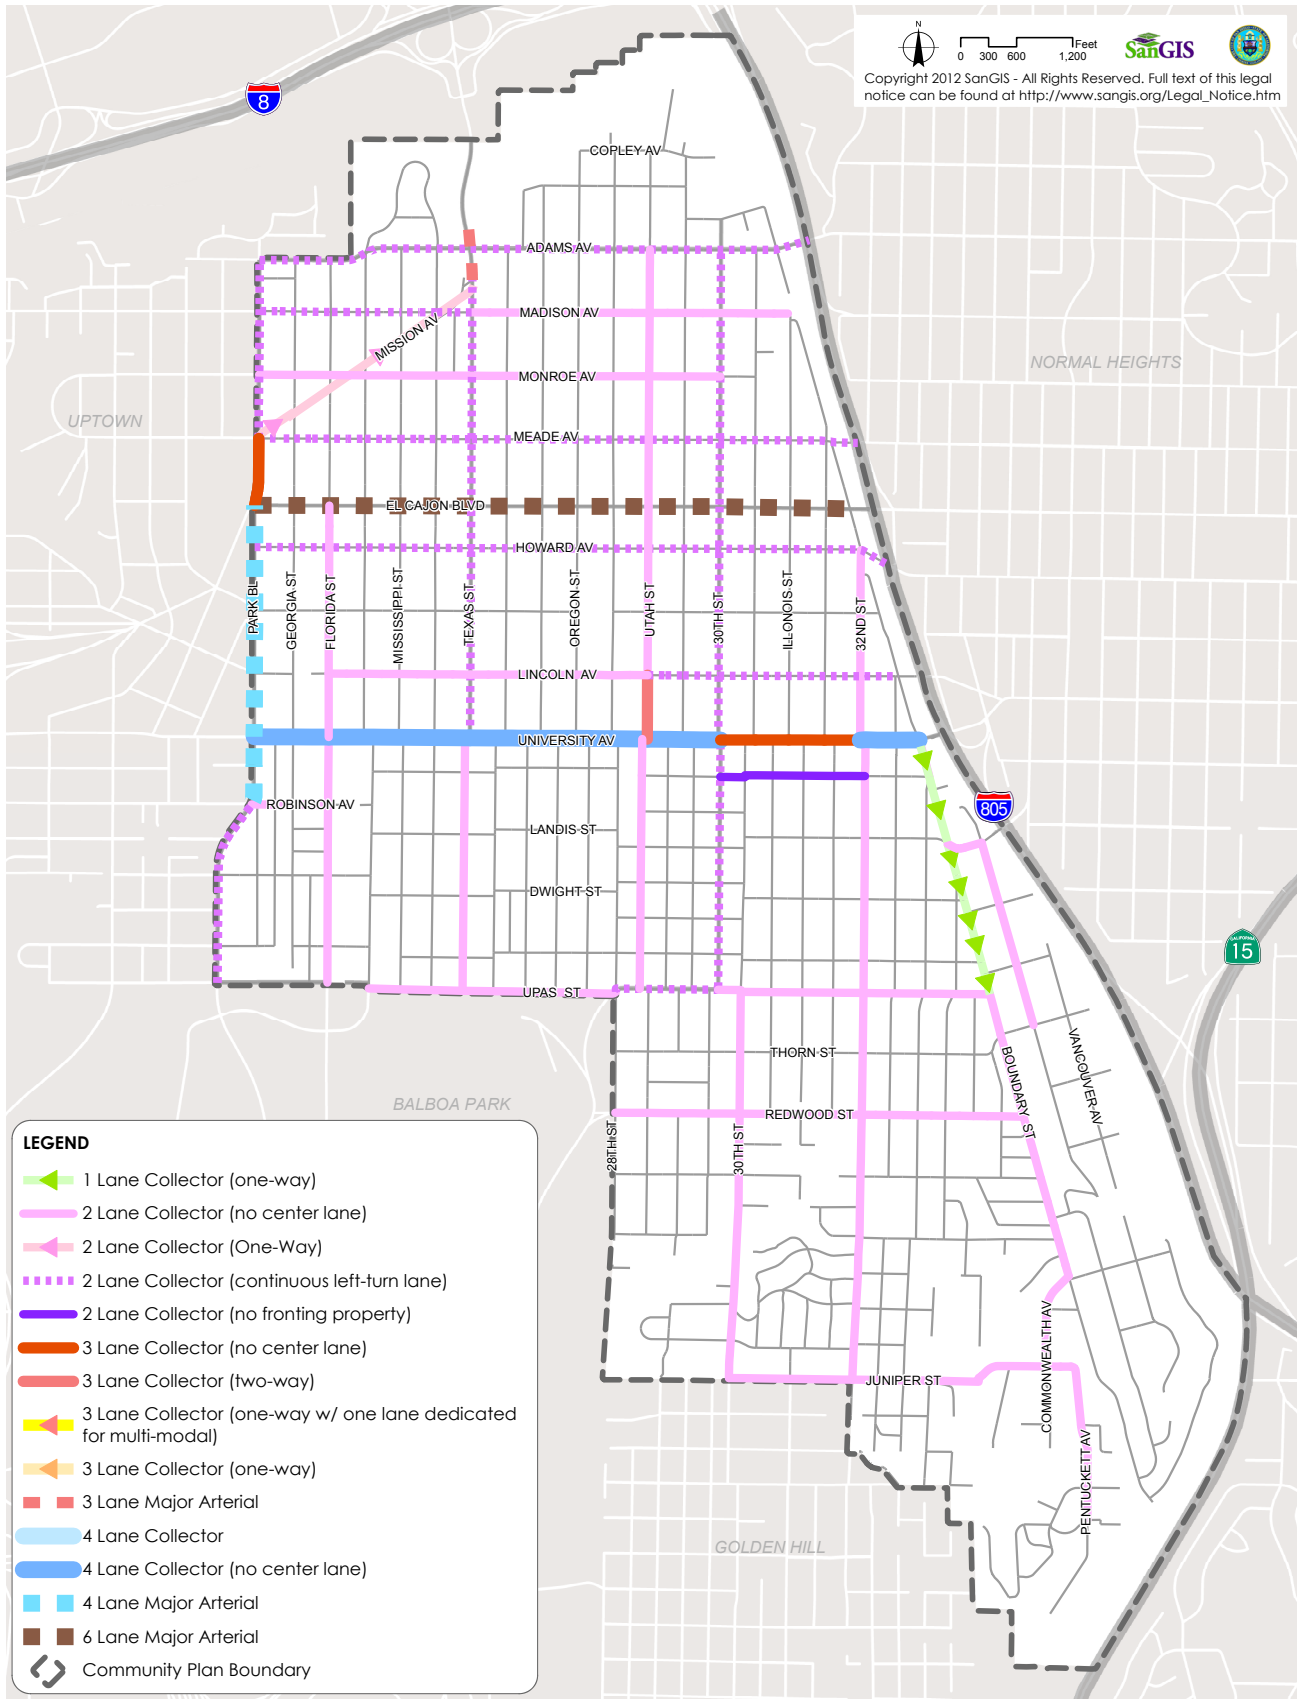 N
0 300 600 1,200 Feet
SanGIS
Copyright 2012 SanGIS - All Rights Reserved. Full text of this legal
notice can be found at http://www.sangis.org/Legal_Notice.htm
8
COPLEY AV
ADAMS AV
MADISON AV
MISSION AV
NORMAL HEIGHTS
MONROE AV
UPTOWN
MEADE AV
EL CAJON BLVD
HOWARD AV
PARK BL
GEORGIA ST
FLORIDA ST
MISSISSIPPI ST
TEXAS ST
OREGON ST
UTAH ST
30TH ST
ILLONOIS ST
32ND ST
LINCOLN AV
UNIVERSITY AV
ROBINSON AV
805
LANDIS ST
DWIGHT ST
CALIFORNIA
15
UPAS ST
THORN ST
BOUNDARY ST
VANCOUVER AV
BALBOA PARK
REDWOOD ST
28TH ST
30TH ST
JUNIPER ST
COMMONWEALTH AV
PENTUCKETT AV
GOLDEN HILL
LEGEND
1 Lane Collector (one-way)
2 Lane Collector (no center lane)
2 Lane Collector (One-Way)
2 Lane Collector (continuous left-turn lane)
2 Lane Collector (no fronting property)
3 Lane Collector (no center lane)
3 Lane Collector (two-way)
3 Lane Collector (one-way w/ one lane dedicated
for multi-modal)
3 Lane Collector (one-way)
3 Lane Major Arterial
4 Lane Collector
4 Lane Collector (no center lane)
4 Lane Major Arterial
6 Lane Major Arterial
Community Plan Boundary